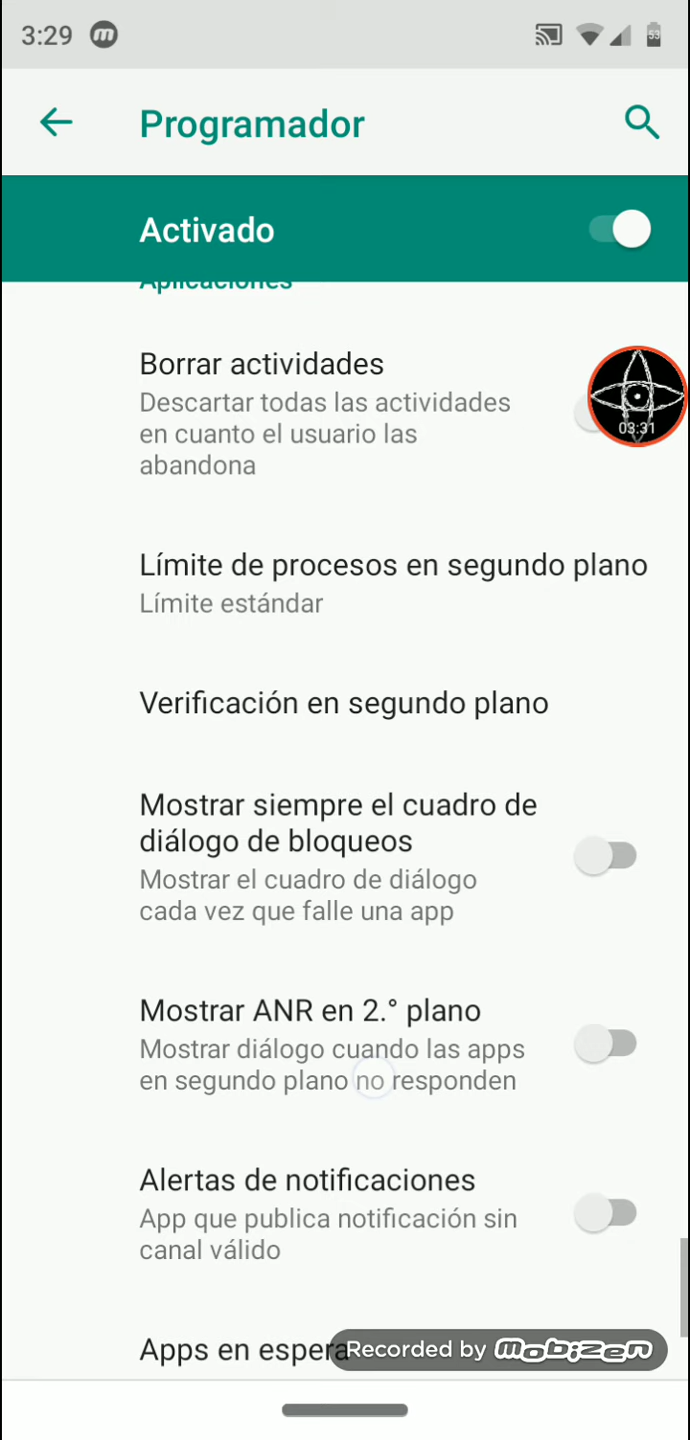 3:29
53
Programador
Activado
Aplicaciones
Borrar actividades
Descartar todas las actividades
en cuanto el usuario las
abandona
03:31
Límite de procesos en segundo plano
Límite estándar
Verificación en segundo plano
Mostrar siempre el cuadro de
diálogo de bloqueos
Mostrar el cuadro de diálogo
cada vez que falle una app
Mostrar ANR en 2.° plano
Mostrar diálogo cuando las apps
en segundo plano no responden
Alertas de notificaciones
App que publica notificación sin
canal válido
Apps en espera
Recorded by mobizen